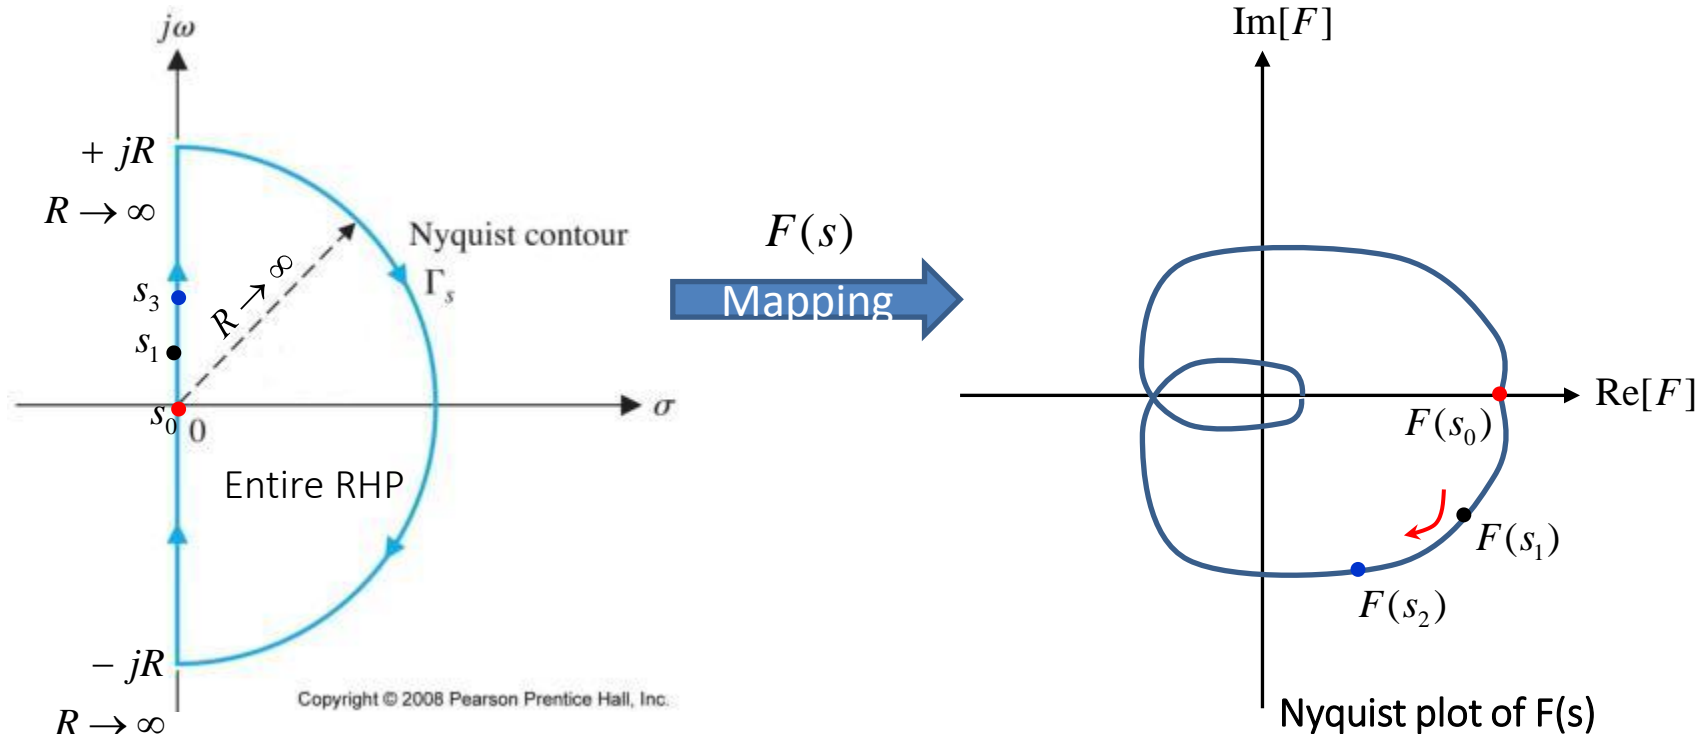 jω
+ jR
R → ∞
Nyquist contour
Γₛ
R → ∞
s₃
s₁
s₀
0
σ
Entire RHP
− jR
R → ∞
Copyright © 2008 Pearson Prentice Hall, Inc.
F(s)
Mapping
Im[F]
Re[F]
F(s₀)
F(s₁)
F(s₂)
Nyquist plot of F(s)